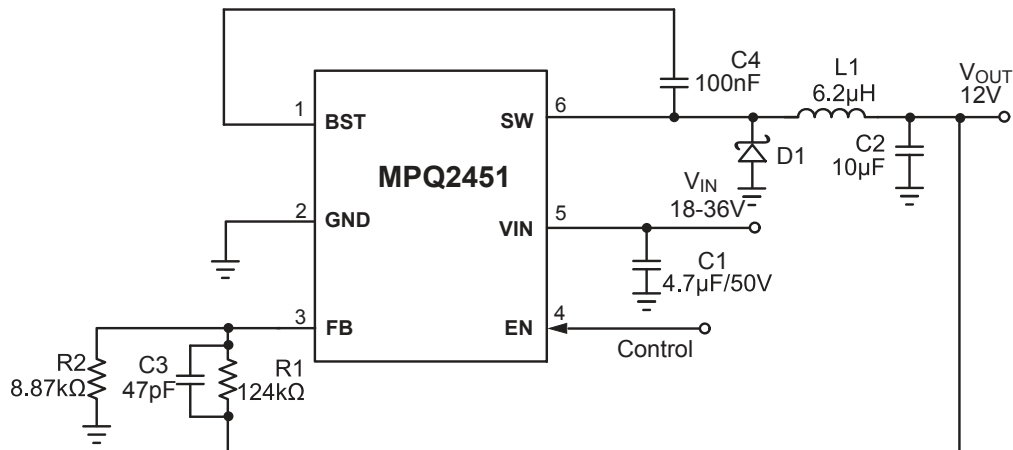 C4
100nF
L1
6.2µH
VOUT
12V
1
BST
SW
6
C2
10µF
D1
MPQ2451
VIN
18-36V
2
GND
VIN
5
C1
4.7µF/50V
3
FB
EN
4
Control
R2
8.87kΩ
C3
47pF
R1
124kΩ